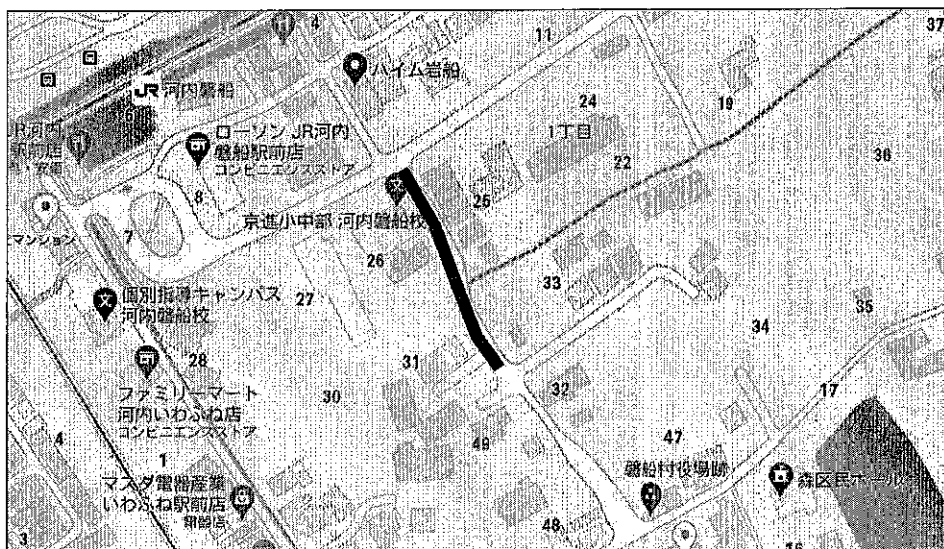 4
11
37
ハイム岩船
JR 河内磐船
24
19
ローソン JR河内
磐船駅前店
コンビニエンスストア
1丁目
22
36
8
25
京進小中部 河内磐船校
7
マンション
26
27
33
個別指導キャンパス
河内磐船校
35
34
28
31
17
ファミリーマート
河内いわふね店
コンビニエンスストア
30
32
4
49
47
1
磐船村役場跡
マスダ電器産業
いわふね駅前店
森区民ホール
48
3